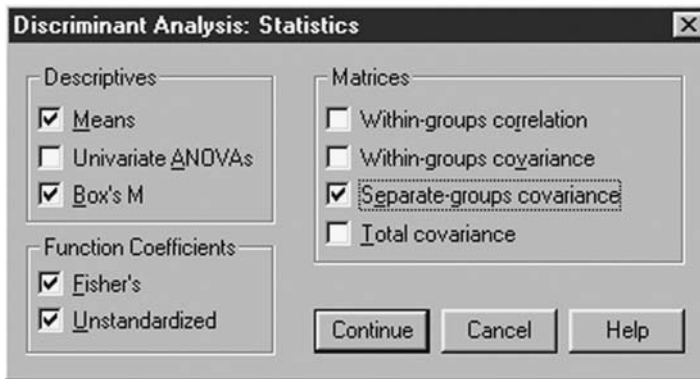 Discriminant Analysis: Statistics
Descriptives
Means
Univariate ANOVAs
Box's M
Function Coefficients
Fisher's
Unstandardized
Matrices
Within-groups correlation
Within-groups covariance
Separate-groups covariance
Total covariance
Continue
Cancel
Help